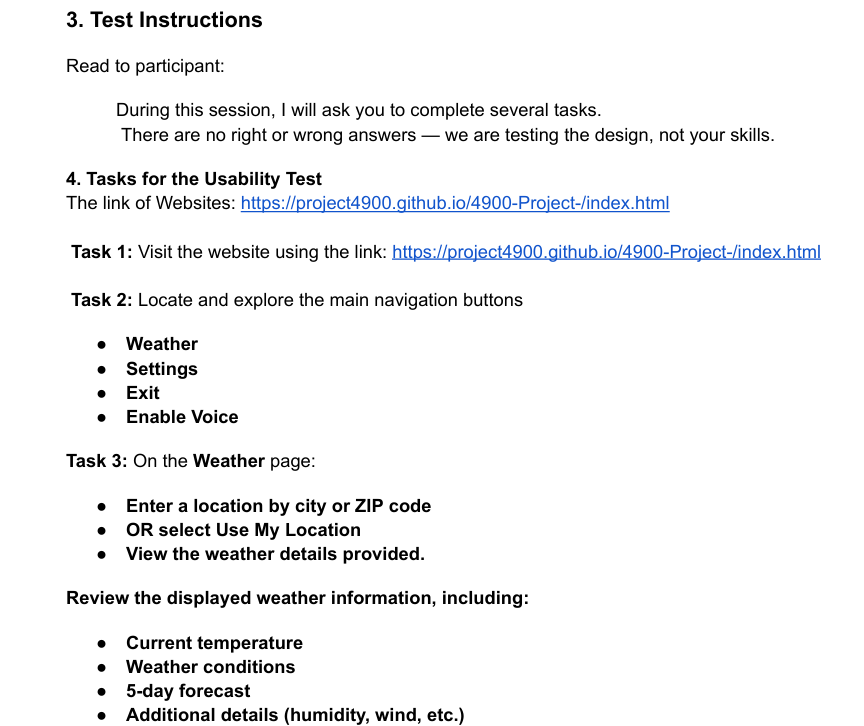 3. Test Instructions
Read to participant:
During this session, I will ask you to complete several tasks.
There are no right or wrong answers — we are testing the design, not your skills.
4. Tasks for the Usability Test
The link of Websites: https://project4900.github.io/4900-Project-/index.html
Task 1: Visit the website using the link: https://project4900.github.io/4900-Project-/index.html
Task 2: Locate and explore the main navigation buttons
● Weather
● Settings
● Exit
● Enable Voice
Task 3: On the Weather page:
● Enter a location by city or ZIP code
● OR select Use My Location
● View the weather details provided.
Review the displayed weather information, including:
● Current temperature
● Weather conditions
● 5-day forecast
● Additional details (humidity, wind, etc.)